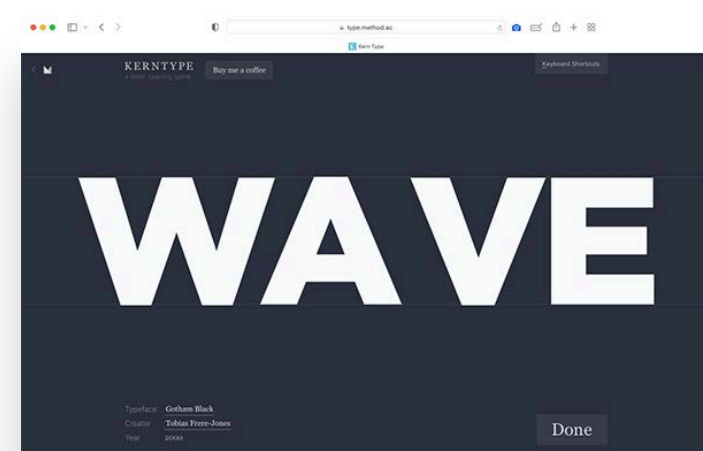 type.method.ac
Kern Type
KERNTYPE
a letter spacing game
Buy me a coffee
Keyboard Shortcuts
WAVE
Typeface Gotham Black
Creator Tobias Frere-Jones
Year 2000
Done